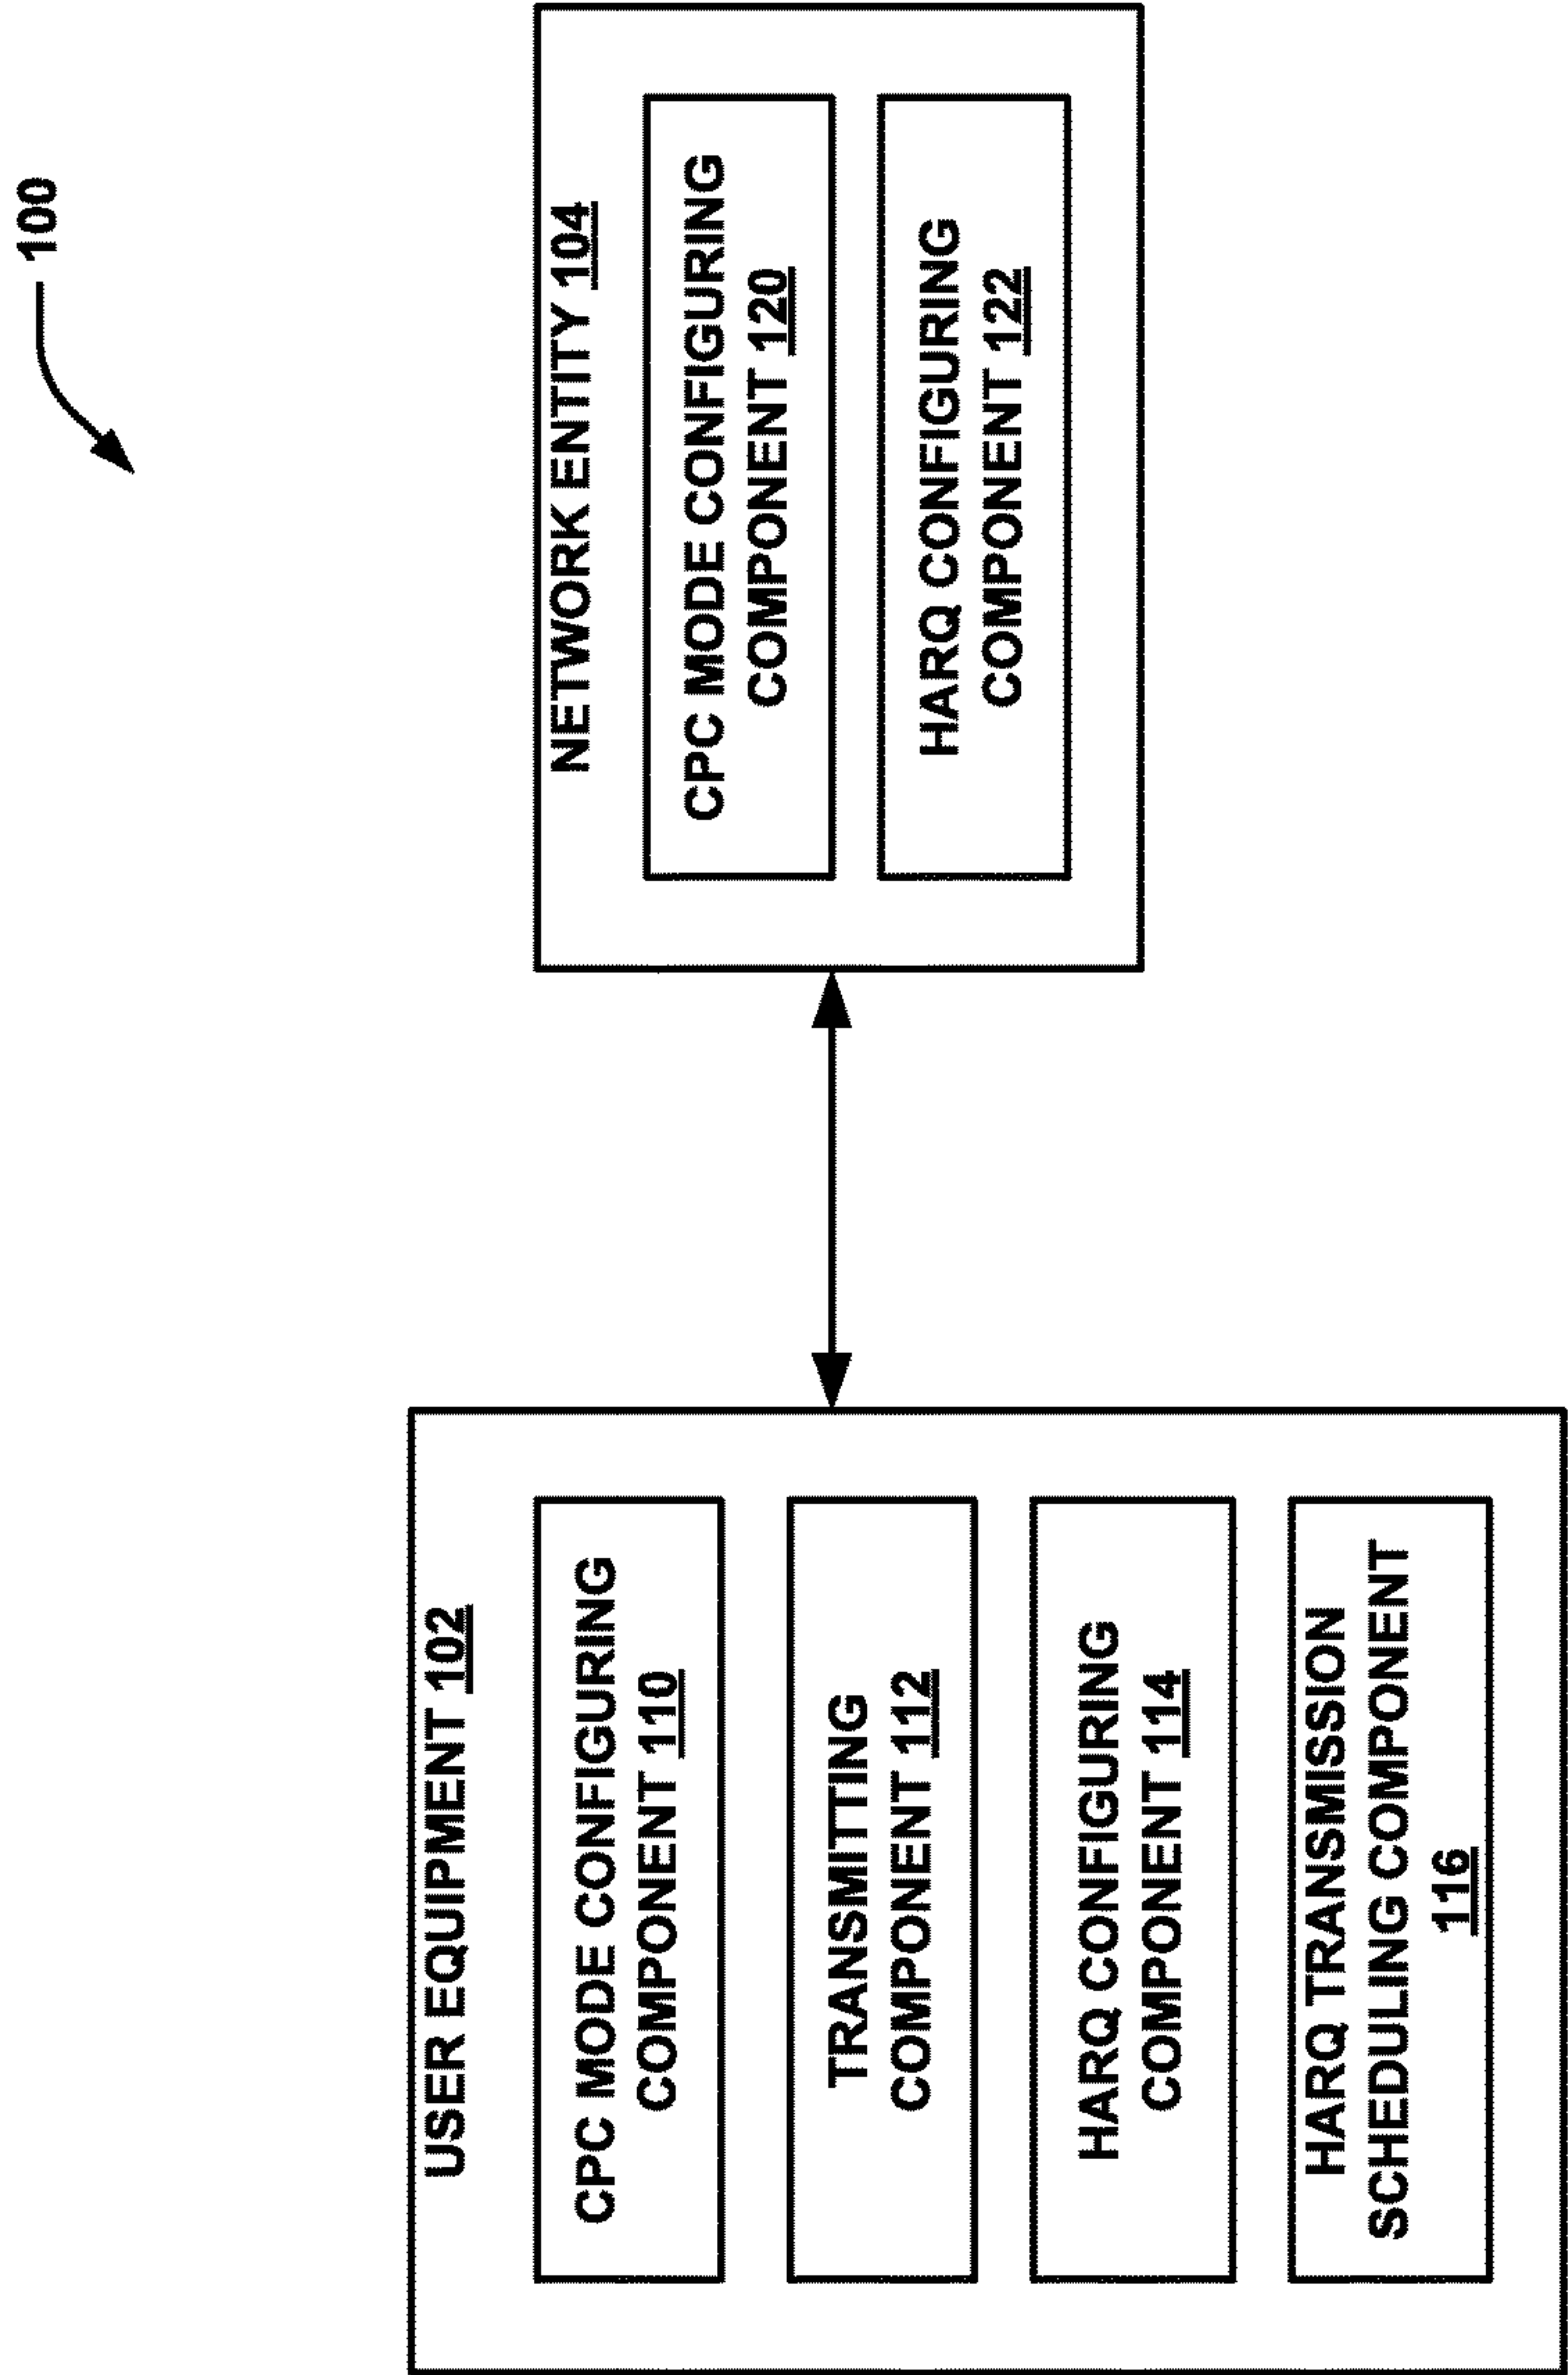 100
USER EQUIPMENT 102
CPC MODE CONFIGURING
COMPONENT 110
TRANSMITTING
COMPONENT 112
HARQ CONFIGURING
COMPONENT 114
HARQ TRANSMISSION
SCHEDULING COMPONENT
116
NETWORK ENTITY 104
CPC MODE CONFIGURING
COMPONENT 120
HARQ CONFIGURING
COMPONENT 122